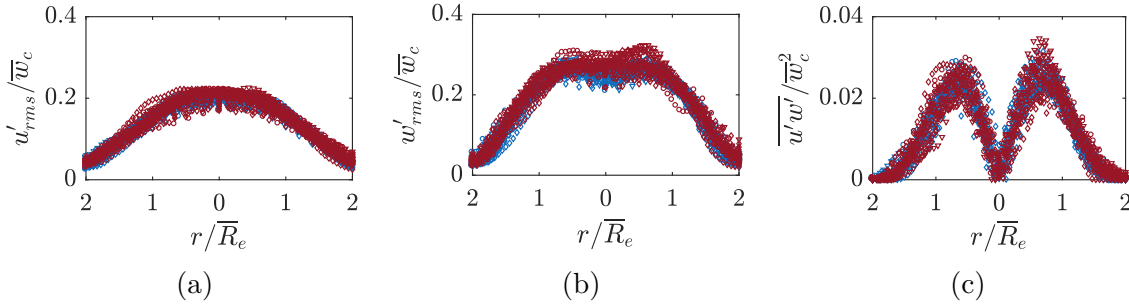 0.4
0.2
0
2 1 0 1 2
u'_{rms}/\overline{w}_c
r/\overline{R}_e
(a)
0.4
0.2
0
2 1 0 1 2
w'_{rms}/\overline{w}_c
r/\overline{R}_e
(b)
0.04
0.02
0
2 1 0 1 2
\overline{u'w'}/\overline{w}_c^2
r/\overline{R}_e
(c)